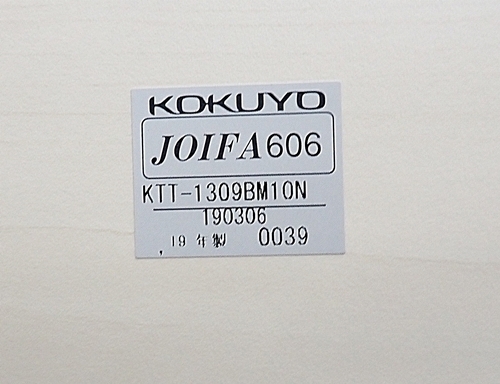 KOKUYO
JOIFA606
KTT-1309BM10N
190306
19 年製 0039